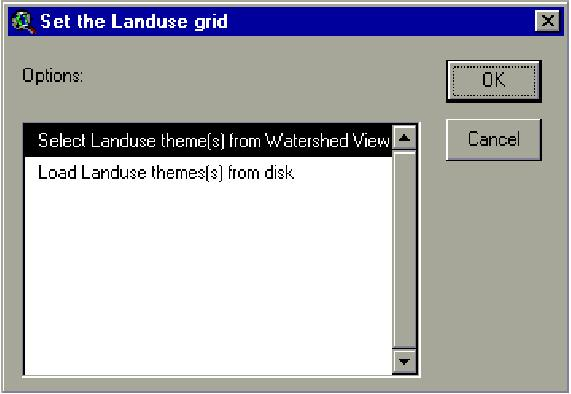 Set the Landuse grid
Options:
OK
Select Landuse theme(s) from Watershed View
Cancel
Load Landuse themes(s) from disk